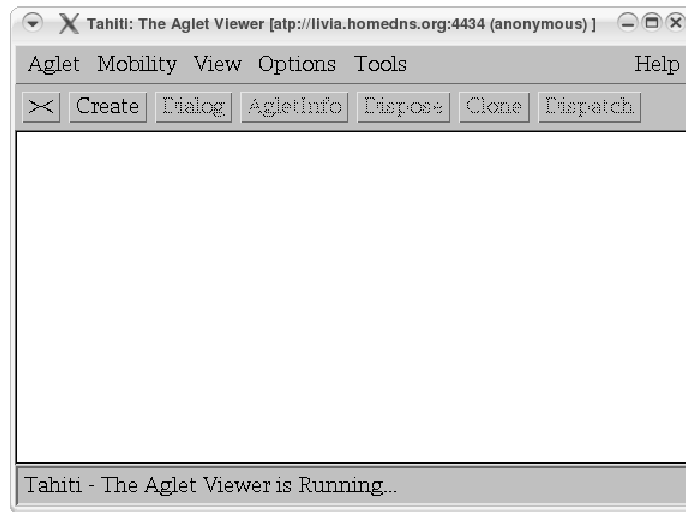 Tahiti: The Aglet Viewer [atp://livia.homedns.org:4434 (anonymous) ]
Aglet Mobility View Options Tools Help
Create Dialog AgletInfo Dispose Clone Dispatch
Tahiti - The Aglet Viewer is Running...